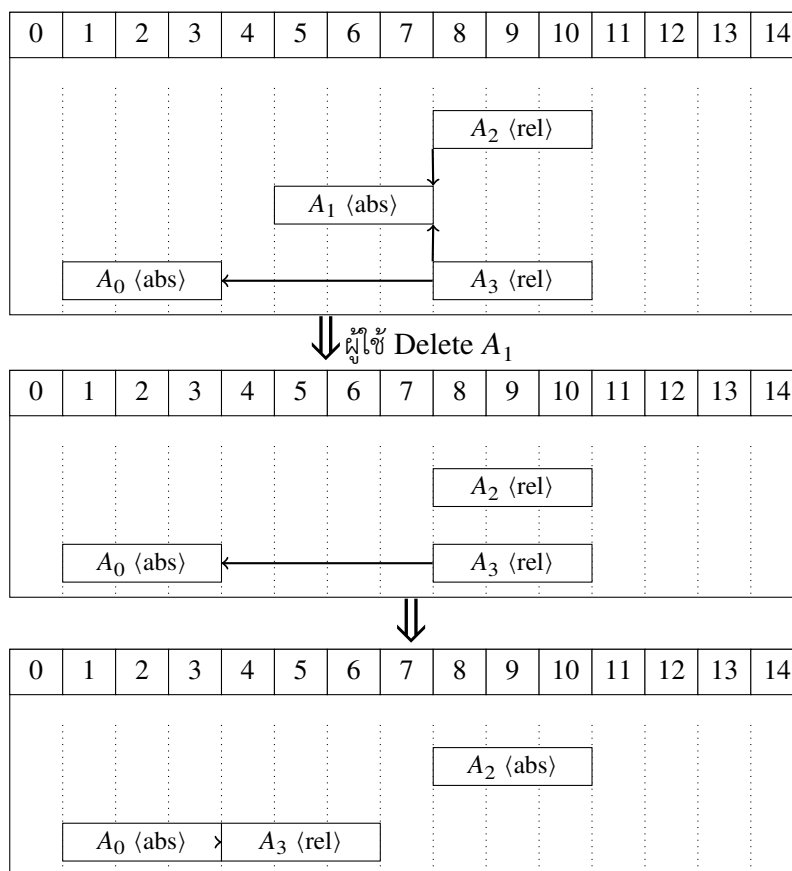 0 1 2 3 4 5 6 7 8 9 10 11 12 13 14
A₂ ⟨rel⟩
A₁ ⟨abs⟩
A₀ ⟨abs⟩ A₃ ⟨rel⟩
ผู้ใช้ Delete A₁
0 1 2 3 4 5 6 7 8 9 10 11 12 13 14
A₂ ⟨rel⟩
A₀ ⟨abs⟩ A₃ ⟨rel⟩
0 1 2 3 4 5 6 7 8 9 10 11 12 13 14
A₂ ⟨abs⟩
A₀ ⟨abs⟩ A₃ ⟨rel⟩